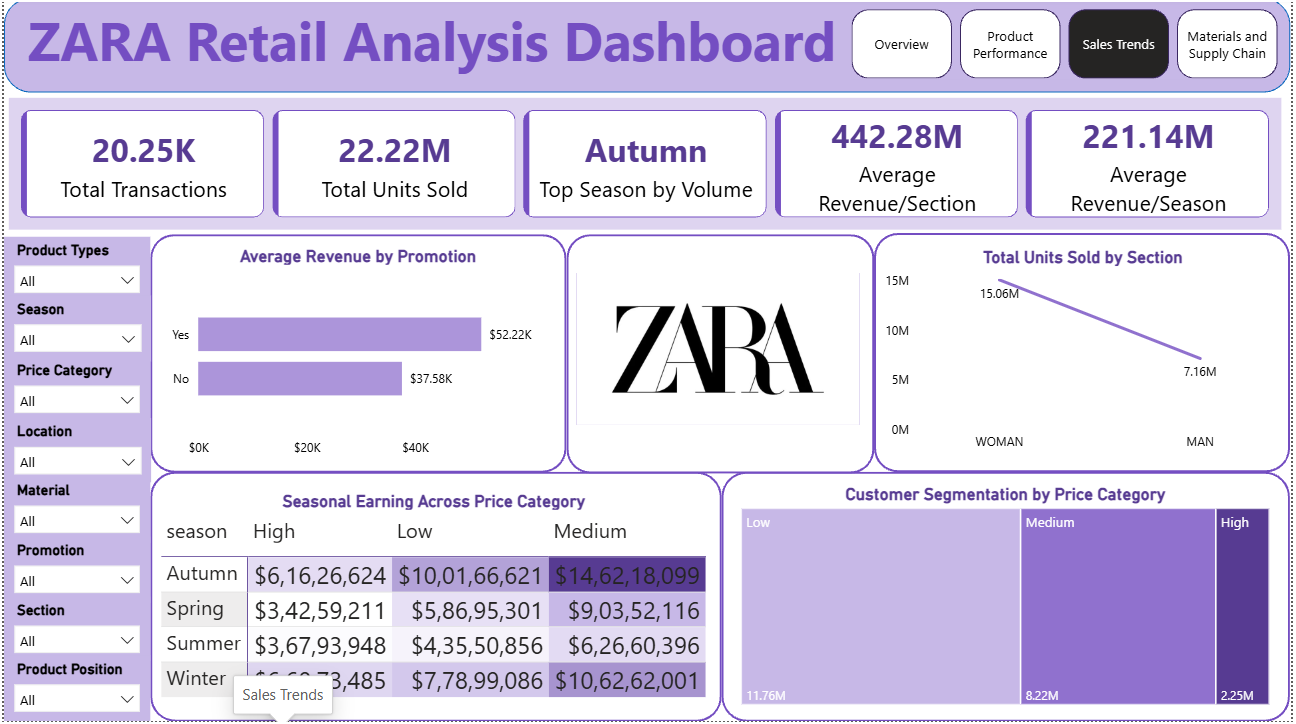 ZARA Retail Analysis Dashboard
Overview
Product
Performance
Sales Trends
Materials and
Supply Chain
20.25K
Total Transactions
22.22M
Total Units Sold
Autumn
Top Season by Volume
442.28M
Average
Revenue/Section
221.14M
Average
Revenue/Season
Product Types
All
Season
All
Price Category
All
Location
All
Material
All
Promotion
All
Section
All
Product Position
All
Average Revenue by Promotion
Yes
$52.22K
No
$37.58K
$0K $20K $40K
ZARA
Total Units Sold by Section
15M
15.06M
10M
5M
7.16M
0M
WOMAN MAN
Seasonal Earning Across Price Category
season High Low Medium
Autumn $6,16,26,624 $10,01,66,621 $14,62,18,099
Spring $3,42,59,211 $5,86,95,301 $9,03,52,116
Summer $3,67,93,948 $4,35,50,856 $6,26,60,396
Winter $7,78,99,086 $10,62,62,001
Sales Trends
Customer Segmentation by Price Category
Low Medium High
11.76M 8.22M 2.25M